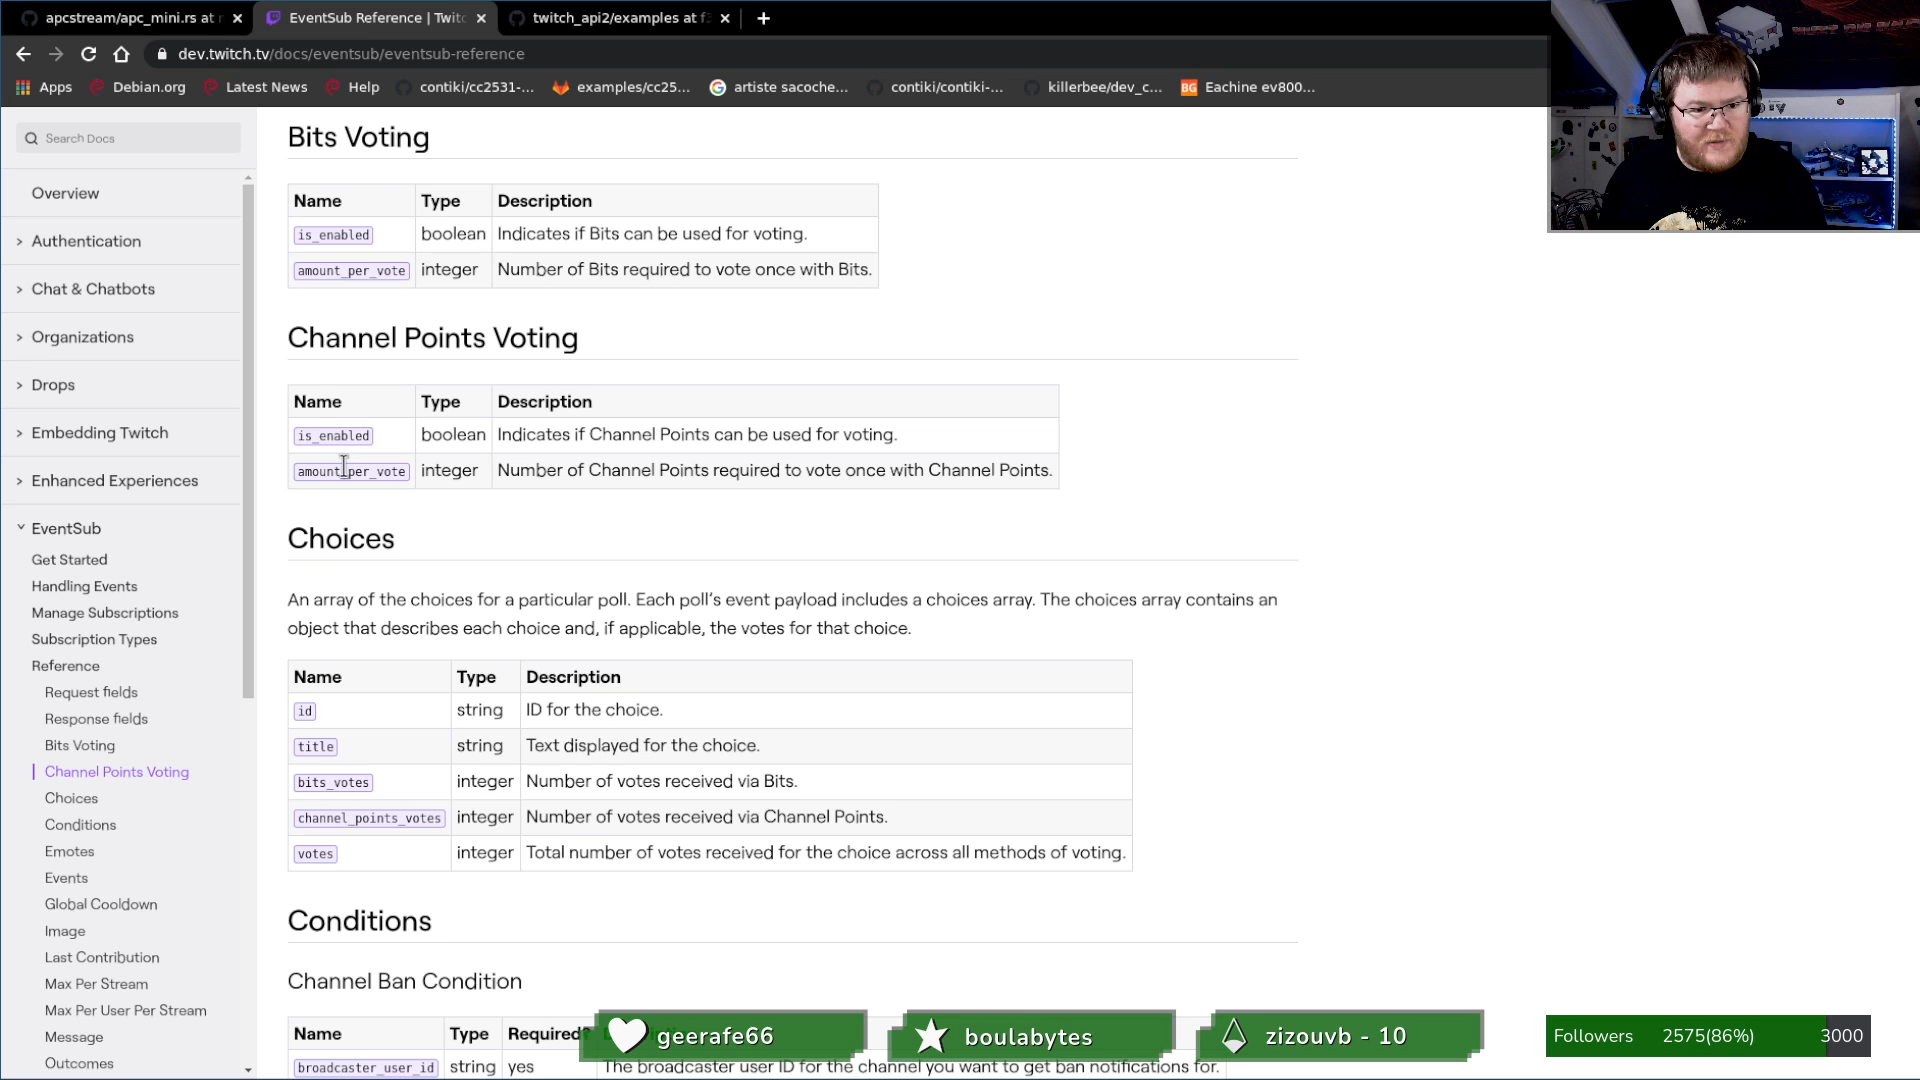 apcstream/apc_mini.rs at r
EventSub Reference | Twitc
twitch_api2/examples at f
dev.twitch.tv/docs/eventsub/eventsub-reference
Apps
Debian.org
Latest News
Help
contiki/cc2531-...
examples/cc25...
artiste sacoche...
contiki/contiki-...
killerbee/dev_c...
BG Eachine ev800...
Search Docs
Overview
Authentication
Chat & Chatbots
Organizations
Drops
Embedding Twitch
Enhanced Experiences
EventSub
Get Started
Handling Events
Manage Subscriptions
Subscription Types
Reference
Request fields
Response fields
Bits Voting
Channel Points Voting
Choices
Conditions
Emotes
Events
Global Cooldown
Image
Last Contribution
Max Per Stream
Max Per User Per Stream
Message
Outcomes
Bits Voting
Name Type Description
is_enabled boolean Indicates if Bits can be used for voting.
amount_per_vote integer Number of Bits required to vote once with Bits.
Channel Points Voting
Name Type Description
is_enabled boolean Indicates if Channel Points can be used for voting.
amount_per_vote integer Number of Channel Points required to vote once with Channel Points.
Choices
An array of the choices for a particular poll. Each poll's event payload includes a choices array. The choices array contains an
object that describes each choice and, if applicable, the votes for that choice.
Name Type Description
id string ID for the choice.
title string Text displayed for the choice.
bits_votes integer Number of votes received via Bits.
channel_points_votes integer Number of votes received via Channel Points.
votes integer Total number of votes received for the choice across all methods of voting.
Conditions
Channel Ban Condition
Name Type Required?
broadcaster_user_id string yes The broadcaster user ID for the channel you want to get ban notifications for.
geerafe66
boulabytes
zizouvb - 10
Followers 2575(86%) 3000